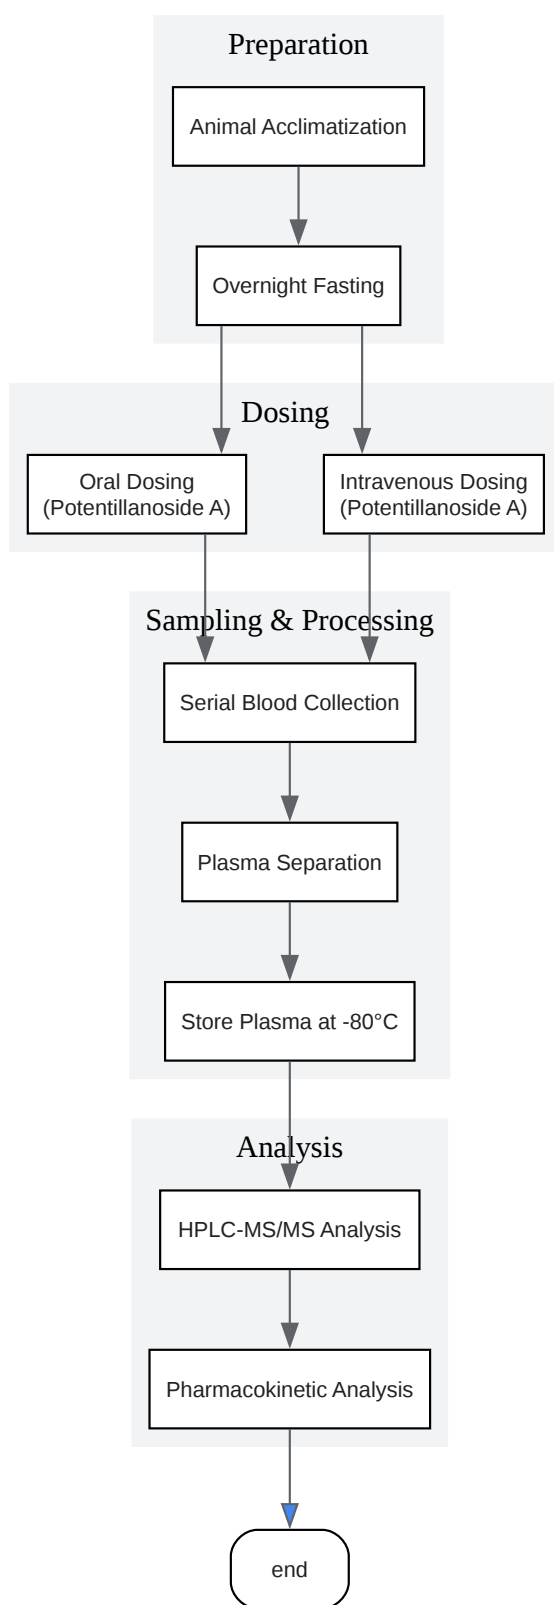 Preparation
Animal Acclimatization
Overnight Fasting
Dosing
Oral Dosing
(Potentillanoside A)
Intravenous Dosing
(Potentillanoside A)
Sampling & Processing
Serial Blood Collection
Plasma Separation
Store Plasma at -80°C
Analysis
HPLC-MS/MS Analysis
Pharmacokinetic Analysis
end